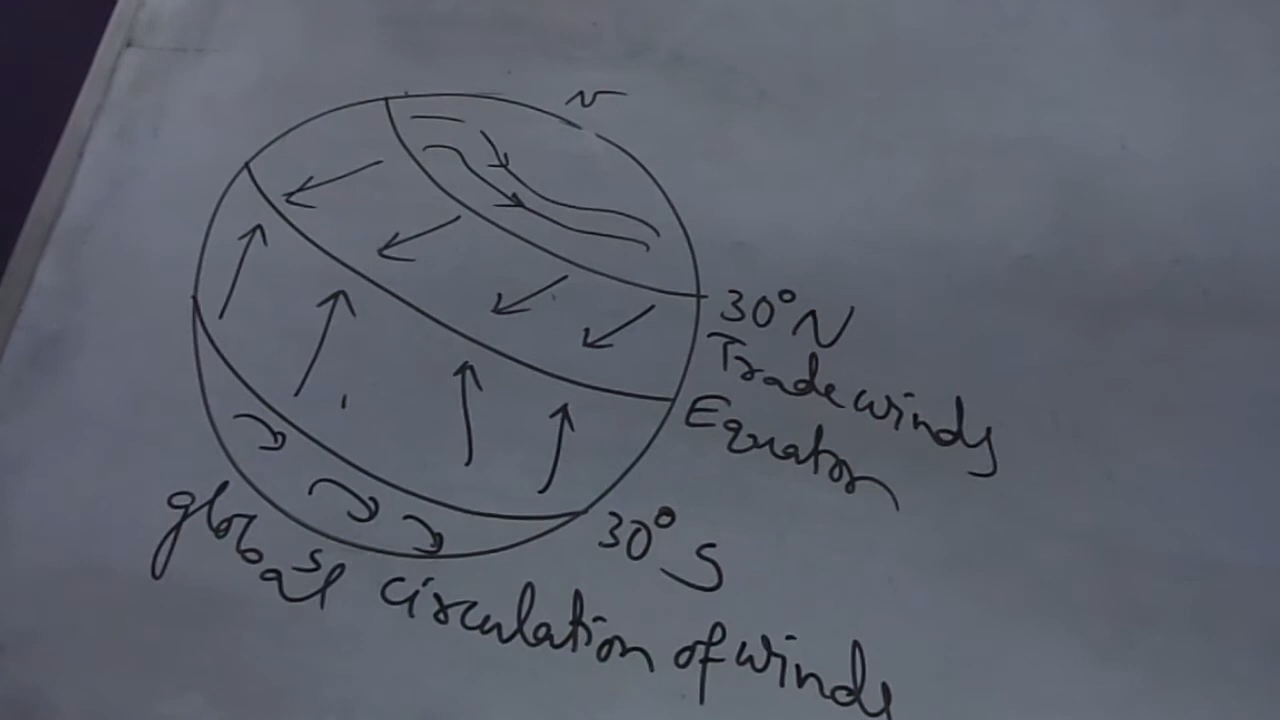 N
30°N
Trade winds
Equator
30° S
S
global circulation of winds